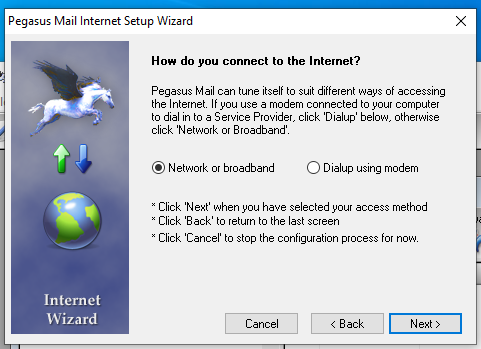 Pegasus Mail Internet Setup Wizard
How do you connect to the Internet?
Pegasus Mail can tune itself to suit different ways of accessing
the Internet. If you use a modem connected to your computer
to dial in to a Service Provider, click 'Dialup' below, otherwise
click 'Network or Broadband'.
Network or broadband
Dialup using modem
* Click 'Next' when you have selected your access method
* Click 'Back' to return to the last screen
* Click 'Cancel' to stop the configuration process for now.
Internet
Wizard
Cancel
< Back
Next >